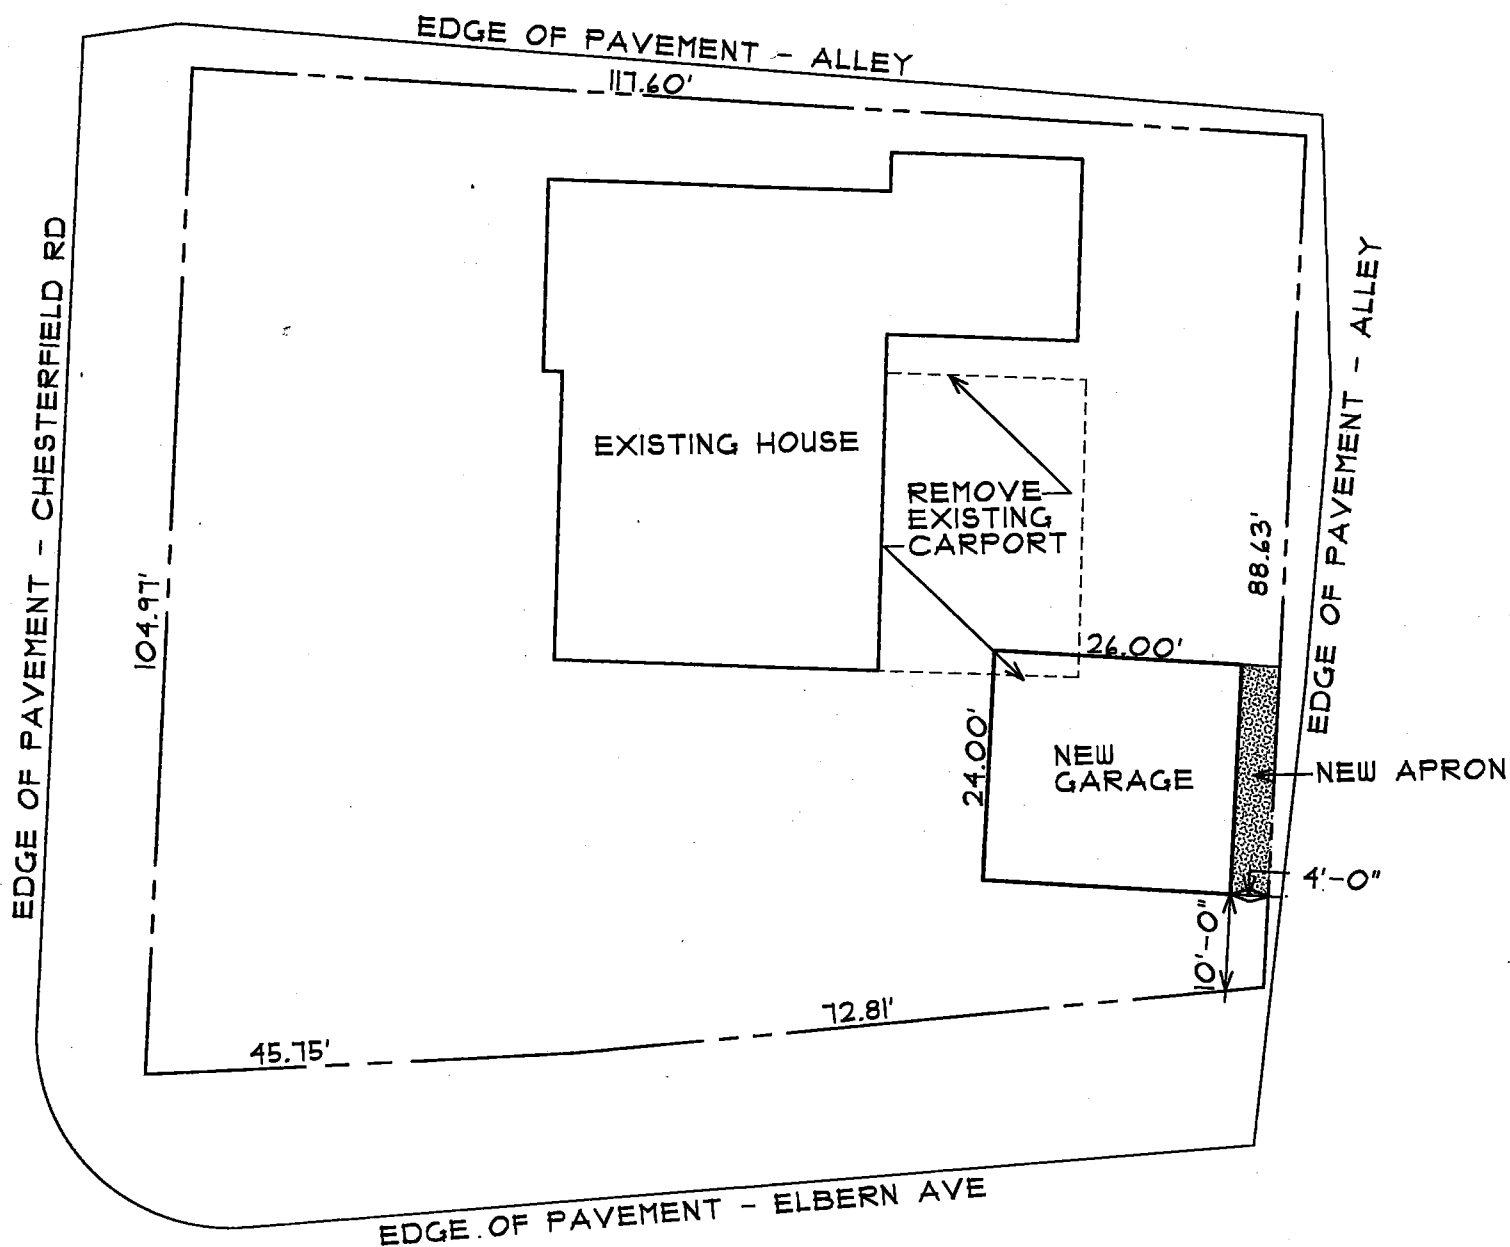 EDGE OF PAVEMENT - ALLEY
117.60'
EDGE OF PAVEMENT - CHESTERFIELD RD
EDGE OF PAVEMENT - ALLEY
EXISTING HOUSE
REMOVE
EXISTING
CARPORT
88.63'
104.97'
26.00'
24.00'
NEW
GARAGE
NEW APRON
4'-0"
10'-0"
72.81'
45.75'
EDGE OF PAVEMENT - ELBERN AVE